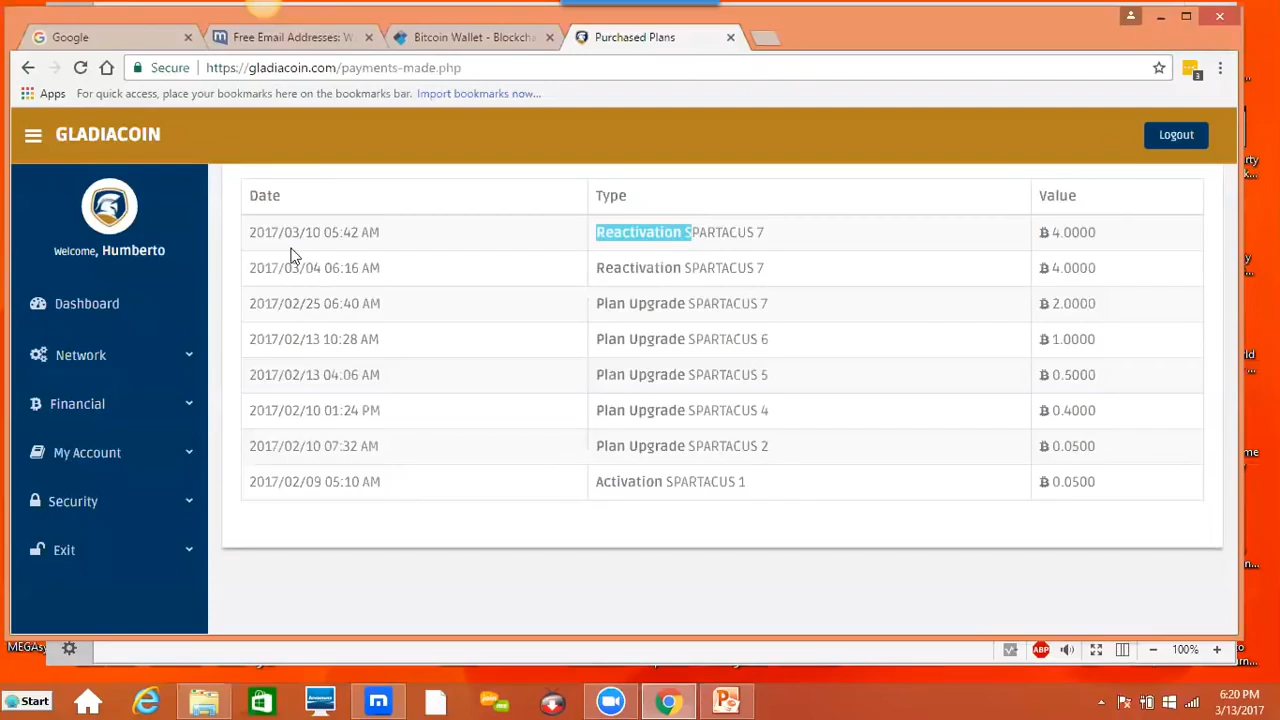 Google
Free Email Addresses: W
Bitcoin Wallet - Blockcha
Purchased Plans
Secure
https://gladiacoin.com/payments-made.php
3
Apps
For quick access, place your bookmarks here on the bookmarks bar. Import bookmarks now...
GLADIACOIN
Logout
Welcome, Humberto
Dashboard
Network
Financial
My Account
Security
Exit
Date Type Value
2017/03/10 05:42 AM Reactivation SPARTACUS 7 ₿ 4.0000
2017/03/04 06:16 AM Reactivation SPARTACUS 7 ₿ 4.0000
2017/02/25 06:40 AM Plan Upgrade SPARTACUS 7 ₿ 2.0000
2017/02/13 10:28 AM Plan Upgrade SPARTACUS 6 ₿ 1.0000
2017/02/13 04:06 AM Plan Upgrade SPARTACUS 5 ₿ 0.5000
2017/02/10 01:24 PM Plan Upgrade SPARTACUS 4 ₿ 0.4000
2017/02/10 07:32 AM Plan Upgrade SPARTACUS 2 ₿ 0.0500
2017/02/09 05:10 AM Activation SPARTACUS 1 ₿ 0.0500
MEGAsy
ABP
100%
Start
6:20 PM
3/13/2017